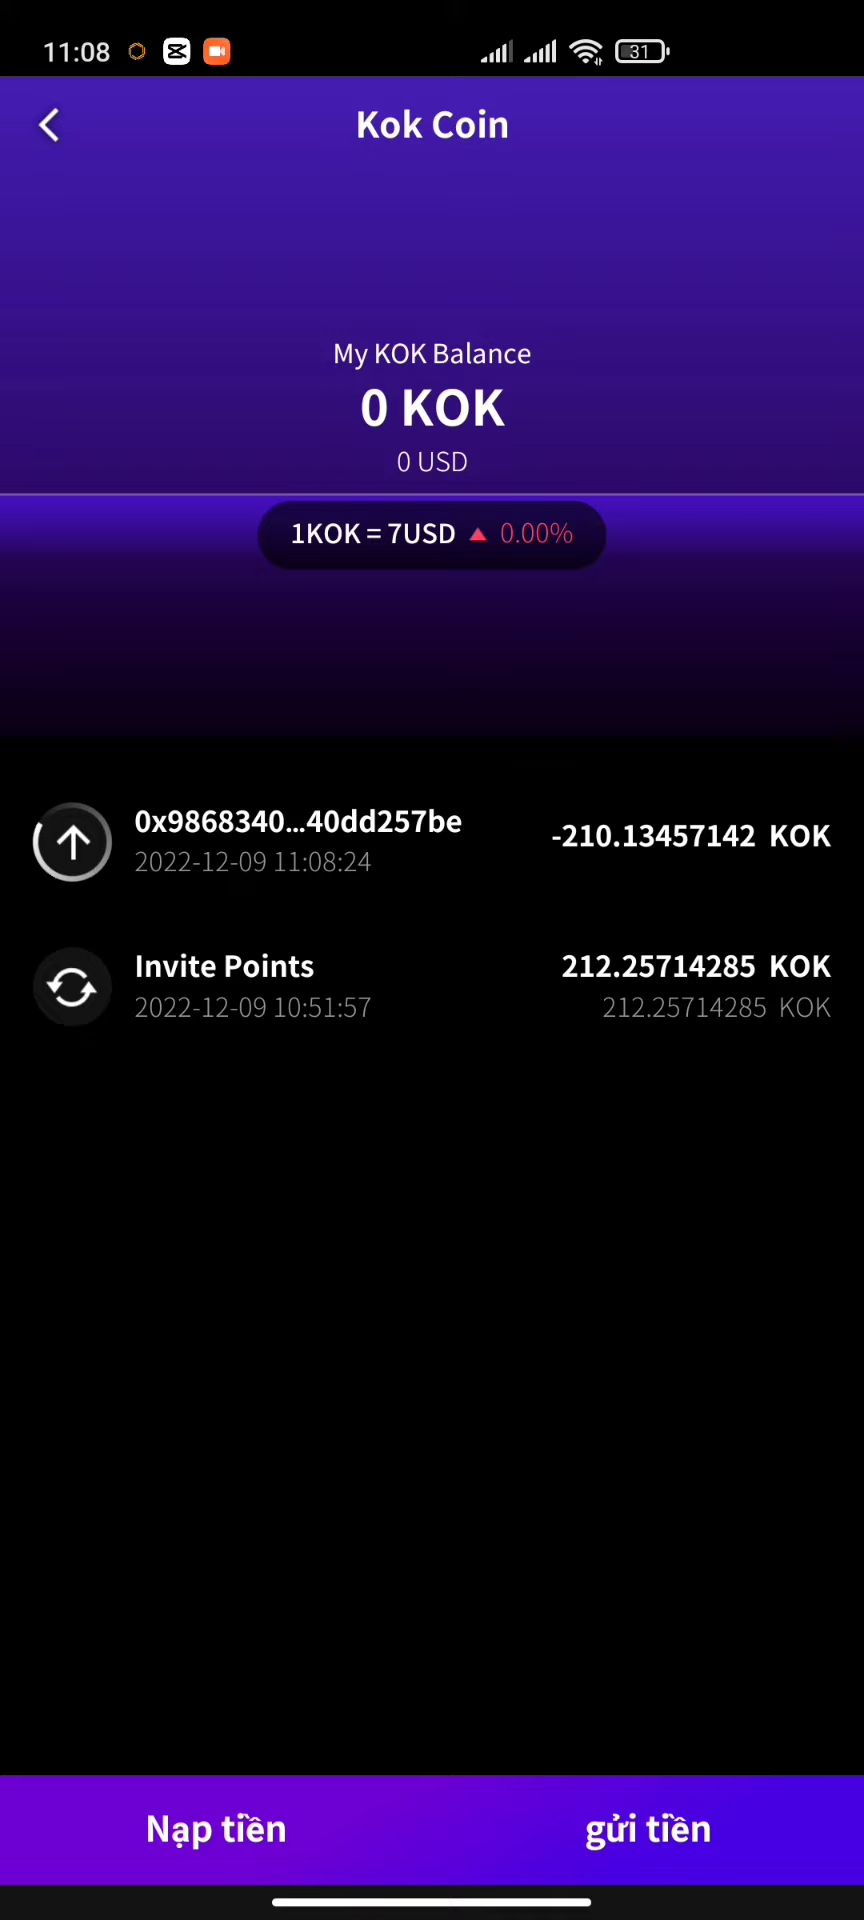 11:08
31
Kok Coin
My KOK Balance
0 KOK
0 USD
1KOK = 7USD ▲ 0.00%
0x9868340...40dd257be
-210.13457142 KOK
2022-12-09 11:08:24
Invite Points
212.25714285 KOK
2022-12-09 10:51:57
212.25714285 KOK
Nạp tiền
gửi tiền